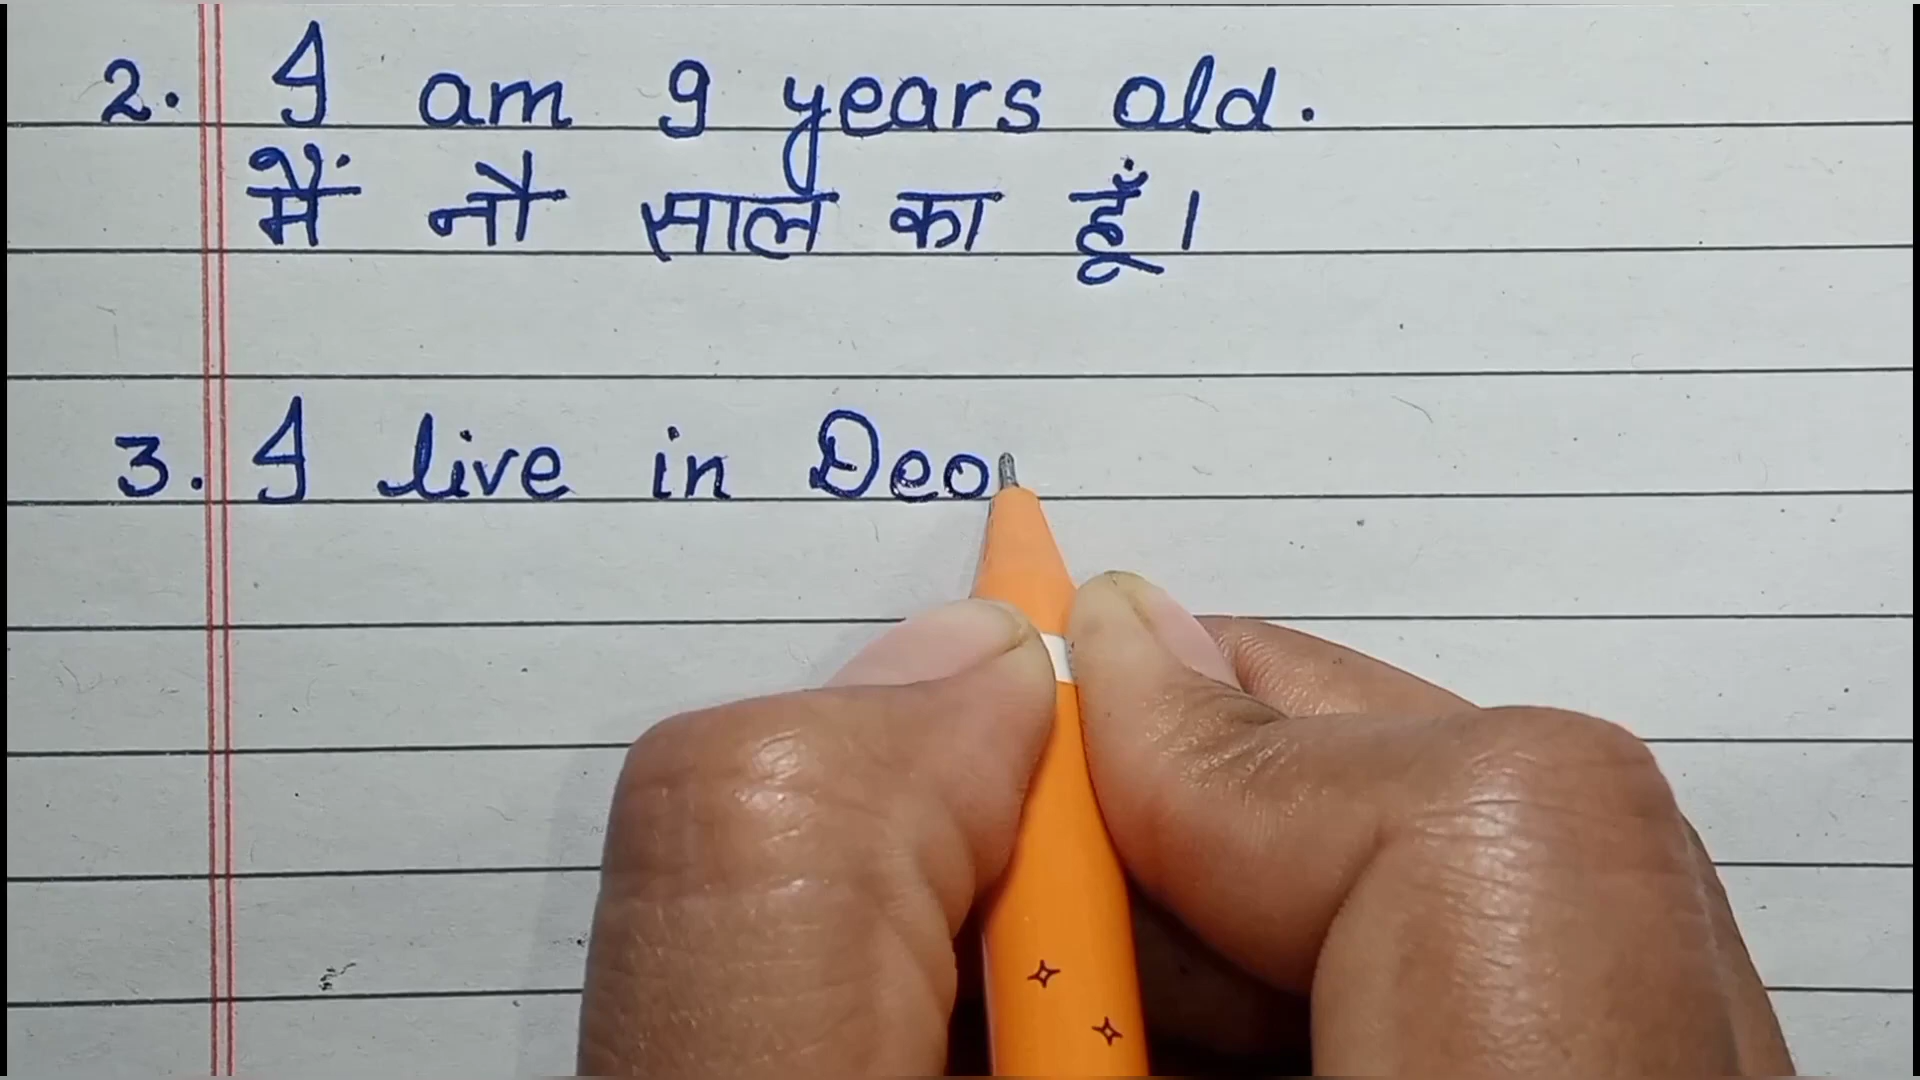 2. I am 9 years old.
मैं नौ साल का हूँ।
3. I live in Deo